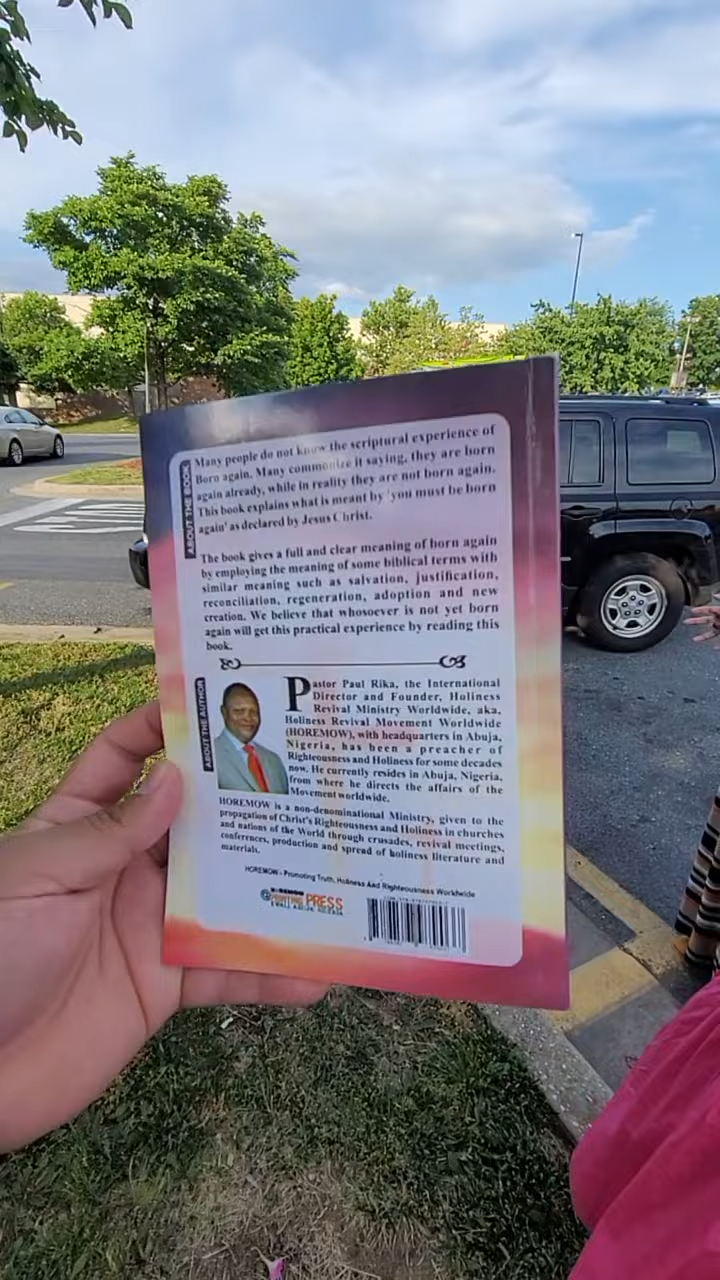 ABOUT THE BOOK
Many people do not know the scriptural experience of
Born again. Many commonize it saying, they are born
again already, while in reality they are not born again.
This book explains what is meant by 'you must be born
again' as declared by Jesus Christ.
The book gives a full and clear meaning of born again
by employing the meaning of some biblical terms with
similar meaning such as salvation, justification,
reconciliation, regeneration, adoption and new
creation. We believe that whosoever is not yet born
again will get this practical experience by reading this
book.
ABOUT THE AUTHOR
Pastor Paul Rika, the International
Director and Founder, Holiness
Revival Ministry Worldwide, aka,
Holiness Revival Movement Worldwide
(HOREMOW), with headquarters in Abuja,
Nigeria, has been a preacher of
Righteousness and Holiness for some decades
now. He currently resides in Abuja, Nigeria,
from where he directs the affairs of the
Movement worldwide.
HOREMOW is a non-denominational Ministry, given to the
propagation of Christ's Righteousness and Holiness in churches
and nations of the World through crusades, revival meetings,
conferences, production and spread of holiness literature and
materials.
HOREMOW - Promoting Truth, Holiness And Righteousness Worldwide
HOREMOW
PRINTING PRESS